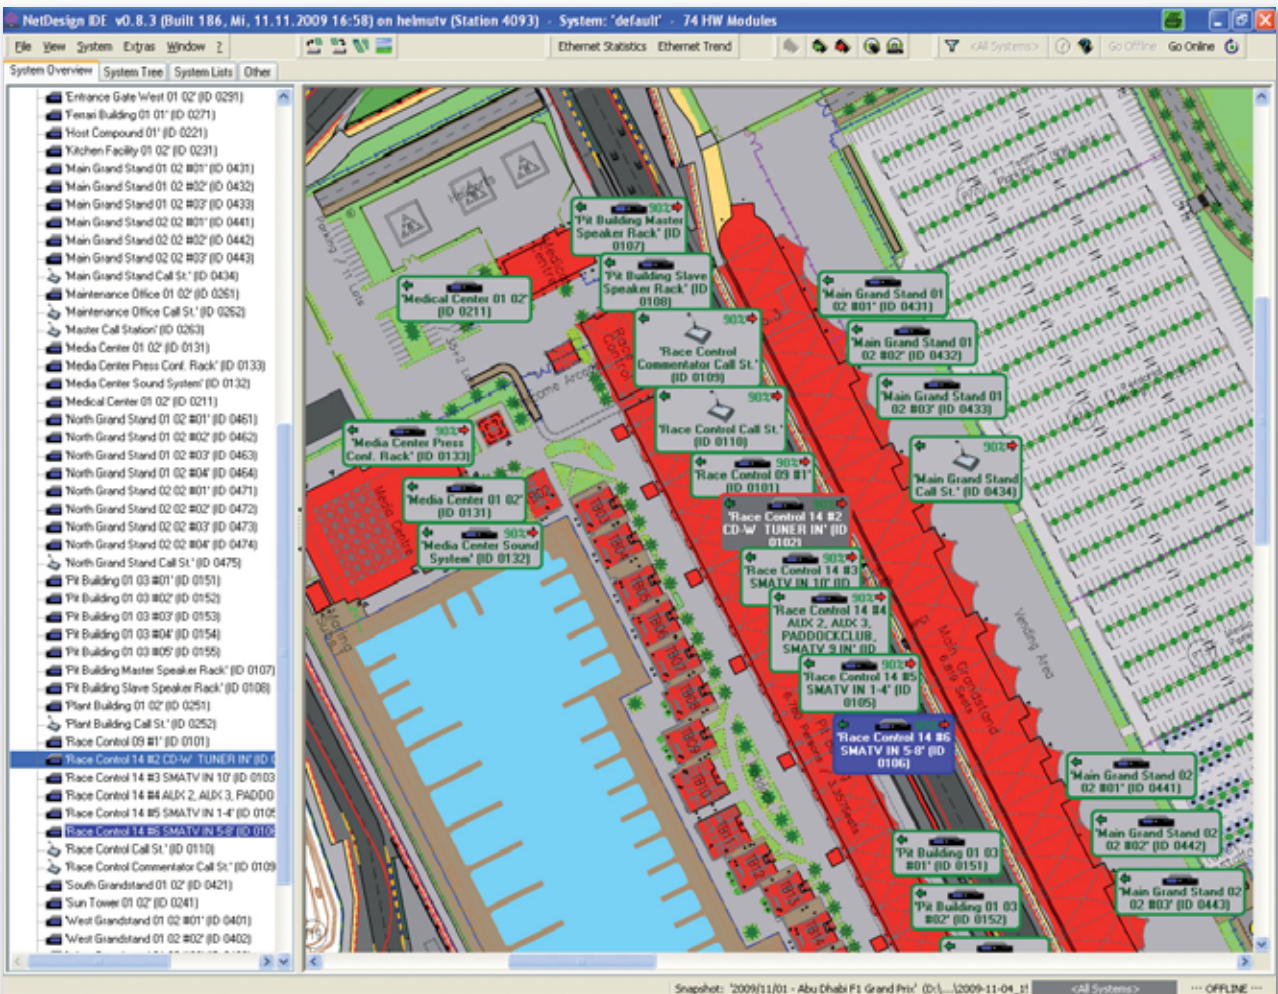 NetDesign IDE v0.8.3 (Built 186, Mi, 11.11.2009 16:58) on helmutv (Station 4093) - System: 'default' - 74 HW Modules
File View System Extras Window ?
Ethernet Statistics Ethernet Trend
<All Systems>
Go Offline Go Online
System Overview System Tree System Lists Other
'Entrance Gate West 01 02' (ID 0291)
'Ferrari Building 01 01' (ID 0271)
'Host Compound 01' (ID 0221)
'Kitchen Facility 01 02' (ID 0231)
'Main Grand Stand 01 02 #01' (ID 0431)
'Main Grand Stand 01 02 #02' (ID 0432)
'Main Grand Stand 01 02 #03' (ID 0433)
'Main Grand Stand 02 02 #01' (ID 0441)
'Main Grand Stand 02 02 #02' (ID 0442)
'Main Grand Stand 02 02 #03' (ID 0443)
'Main Grand Stand Call St.' (ID 0434)
'Maintenance Office 01 02' (ID 0261)
'Maintenance Office Call St.' (ID 0262)
'Master Call Station' (ID 0263)
'Media Center 01 02' (ID 0131)
'Media Center Press Conf. Rack' (ID 0133)
'Media Center Sound System' (ID 0132)
'Medical Center 01 02' (ID 0211)
'North Grand Stand 01 02 #01' (ID 0461)
'North Grand Stand 01 02 #02' (ID 0462)
'North Grand Stand 01 02 #03' (ID 0463)
'North Grand Stand 01 02 #04' (ID 0464)
'North Grand Stand 02 02 #01' (ID 0471)
'North Grand Stand 02 02 #02' (ID 0472)
'North Grand Stand 02 02 #03' (ID 0473)
'North Grand Stand 02 02 #04' (ID 0474)
'North Grand Stand Call St.' (ID 0475)
'Pit Building 01 03 #01' (ID 0151)
'Pit Building 01 03 #02' (ID 0152)
'Pit Building 01 03 #03' (ID 0153)
'Pit Building 01 03 #04' (ID 0154)
'Pit Building 01 03 #05' (ID 0155)
'Pit Building Master Speaker Rack' (ID 0107)
'Pit Building Slave Speaker Rack' (ID 0108)
'Plant Building 01 02' (ID 0251)
'Plant Building Call St.' (ID 0252)
'Race Control 09 #1' (ID 0101)
'Race Control 14 #2 CD-W TUNER IN' (ID 0
'Race Control 14 #3 SMATV IN 10' (ID 0103
'Race Control 14 #4 AUX 2, AUX 3, PADDO
'Race Control 14 #5 SMATV IN 1-4' (ID 0105
'Race Control 14 #6 SMATV IN 5-8' (ID 0106
'Race Control Call St.' (ID 0110)
'Race Control Commentator Call St.' (ID 0109
'South Grandstand 01 02' (ID 0421)
'Sun Tower 01 02' (ID 0241)
'West Grandstand 01 02 #01' (ID 0401)
'West Grandstand 01 02 #02' (ID 0402)
90%
'Pit Building Master
Speaker Rack' (ID
0107)
'Pit Building Slave
Speaker Rack' (ID
0108)
'Medical Center 01 02'
(ID 0211)
90%
'Race Control
Commentator Call St.'
(ID 0109)
90%
'Race Control Call St.'
(ID 0110)
'Main Grand Stand 01
02 #01' (ID 0431)
'Main Grand Stand 01
02 #02' (ID 0432)
'Main Grand Stand 01
02 #03' (ID 0433)
90%
'Main Grand Stand
Call St.' (ID 0434)
90%
'Media Center Press
Conf. Rack' (ID 0133)
'Media Center 01 02'
(ID 0131)
90%
'Media Center Sound
System' (ID 0132)
90%
'Race Control 09 #1'
(ID 0101)
'Race Control 14 #2
CD-W TUNER IN' (ID
0102)
90%
'Race Control 14 #3
SMATV IN 10' (ID
90%
'Race Control 14 #4
AUX 2, AUX 3,
PADDOCKCLUB,
SMATV 9 IN' (ID
90%
'Race Control 14 #5
SMATV IN 1-4' (ID
0105)
'Race Control 14 #6
SMATV IN 5-8' (ID
0106)
'Main Grand Stand 02
02 #01' (ID 0441)
'Main Grand Stand 02
02 #02' (ID 0442)
'Main Grand Stand 02
02 #03' (ID 0443)
'Pit Building 01 03
#01' (ID 0151)
'Pit Building 01 03
#02' (ID 0152)
Race Control
Media Centre
Vending Area
Main Grandstand
Snapshot: '2009/11/01 - Abu Dhabi F1 Grand Prix' (D:\...\2009-11-04_1
<All Systems>
--- OFFLINE ---